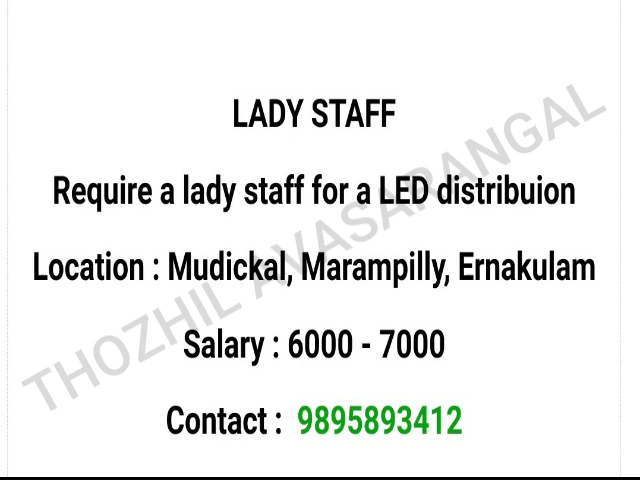 LADY STAFF
Require a lady staff for a LED distribuion
Location : Mudickal, Marampilly, Ernakulam
Salary : 6000 - 7000
Contact : 9895893412
THOZHIL AVASARANGAL